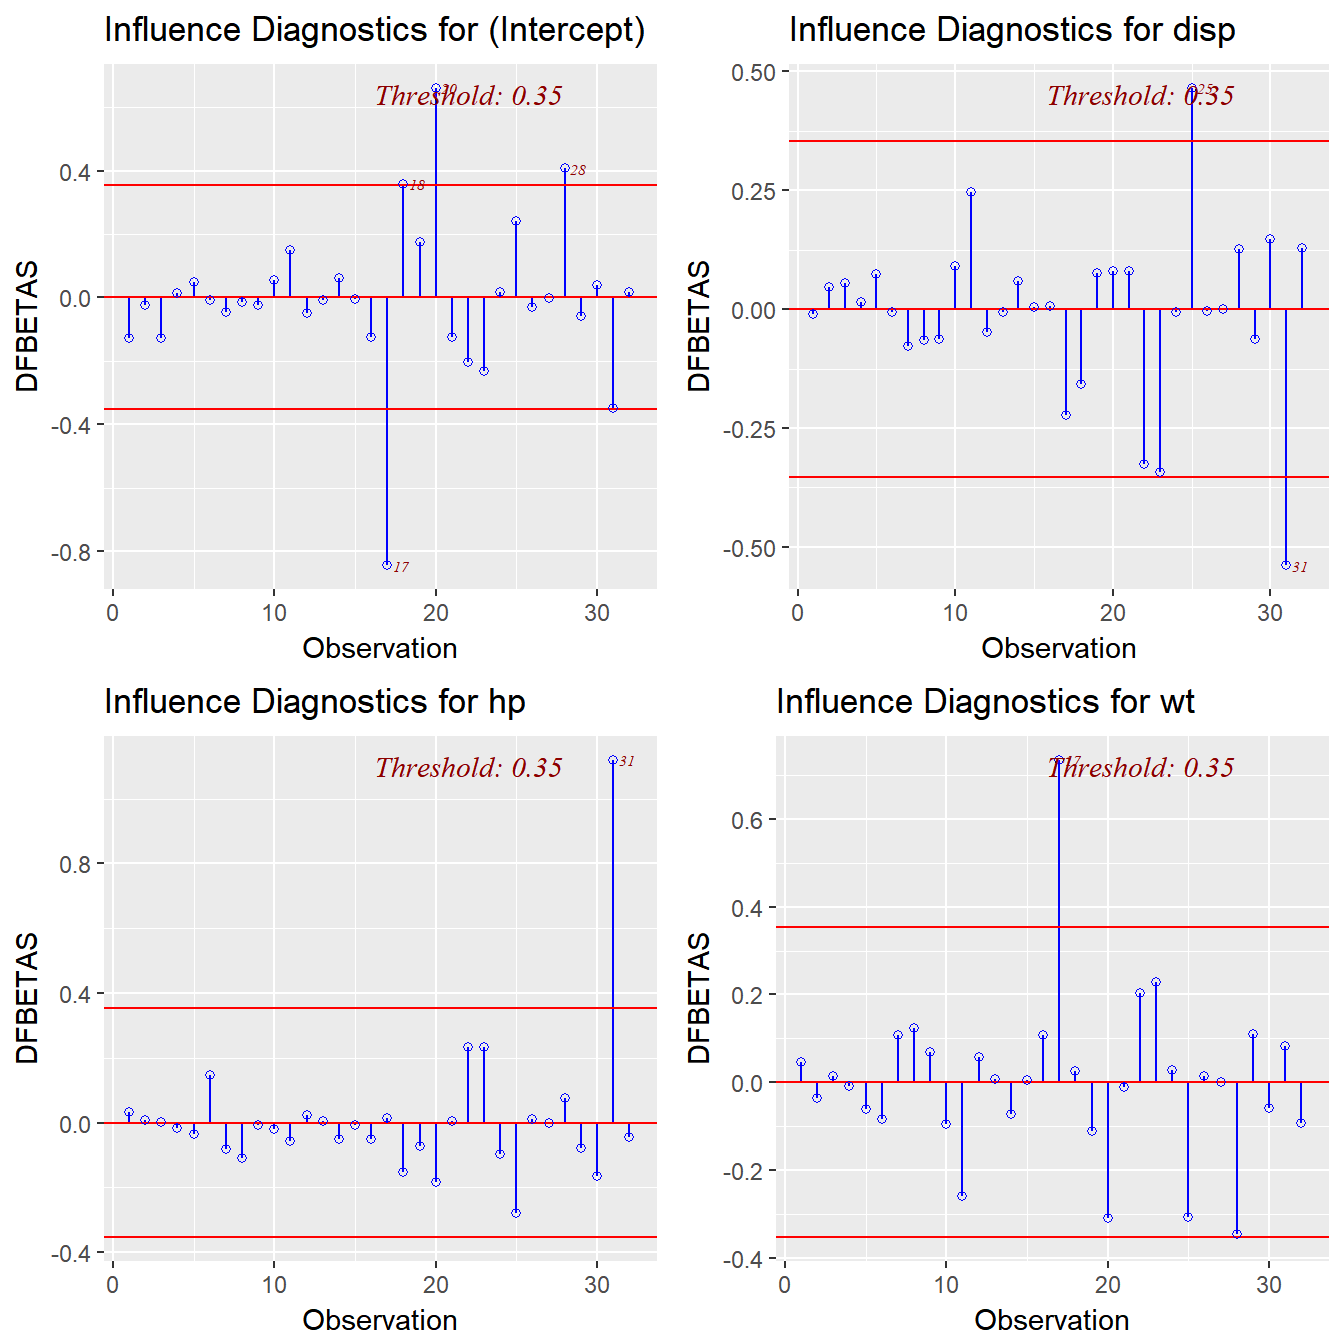 Influence Diagnostics for (Intercept)
Threshold: 0.35
20
18
28
17
0.4
0.0
-0.4
-0.8
DFBETAS
0 10 20 30
Observation
Influence Diagnostics for disp
Threshold: 0.35
25
31
0.50
0.25
0.00
-0.25
-0.50
DFBETAS
0 10 20 30
Observation
Influence Diagnostics for hp
Threshold: 0.35
31
0.8
0.4
0.0
-0.4
DFBETAS
0 10 20 30
Observation
Influence Diagnostics for wt
Threshold: 0.35
17
0.6
0.4
0.2
0.0
-0.2
-0.4
DFBETAS
0 10 20 30
Observation